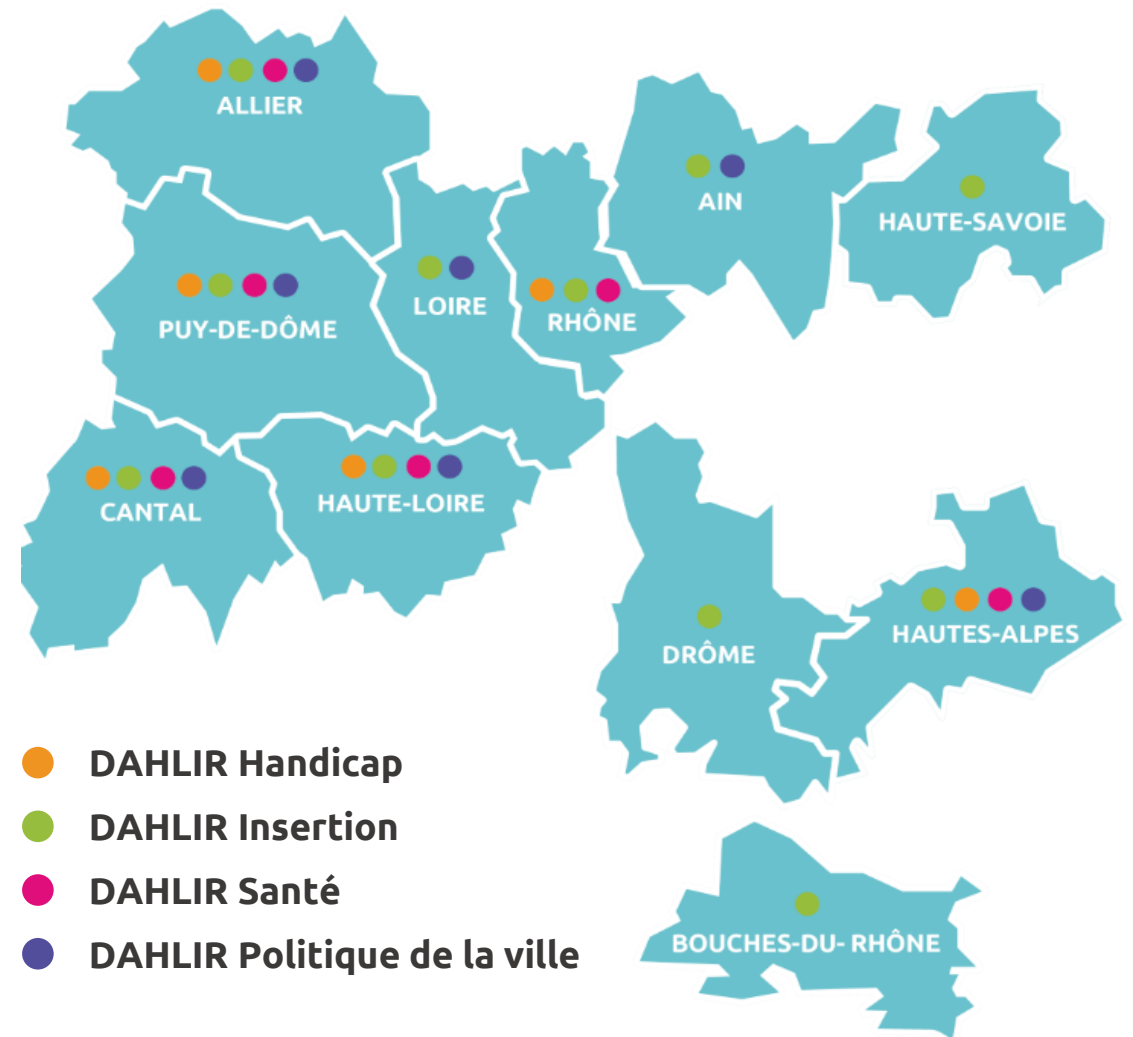 ALLIER
AIN
HAUTE-SAVOIE
LOIRE
RHÔNE
PUY-DE-DÔME
CANTAL
HAUTE-LOIRE
DRÔME
HAUTES-ALPES
DAHLIR Handicap
DAHLIR Insertion
DAHLIR Santé
DAHLIR Politique de la ville
BOUCHES-DU- RHÔNE